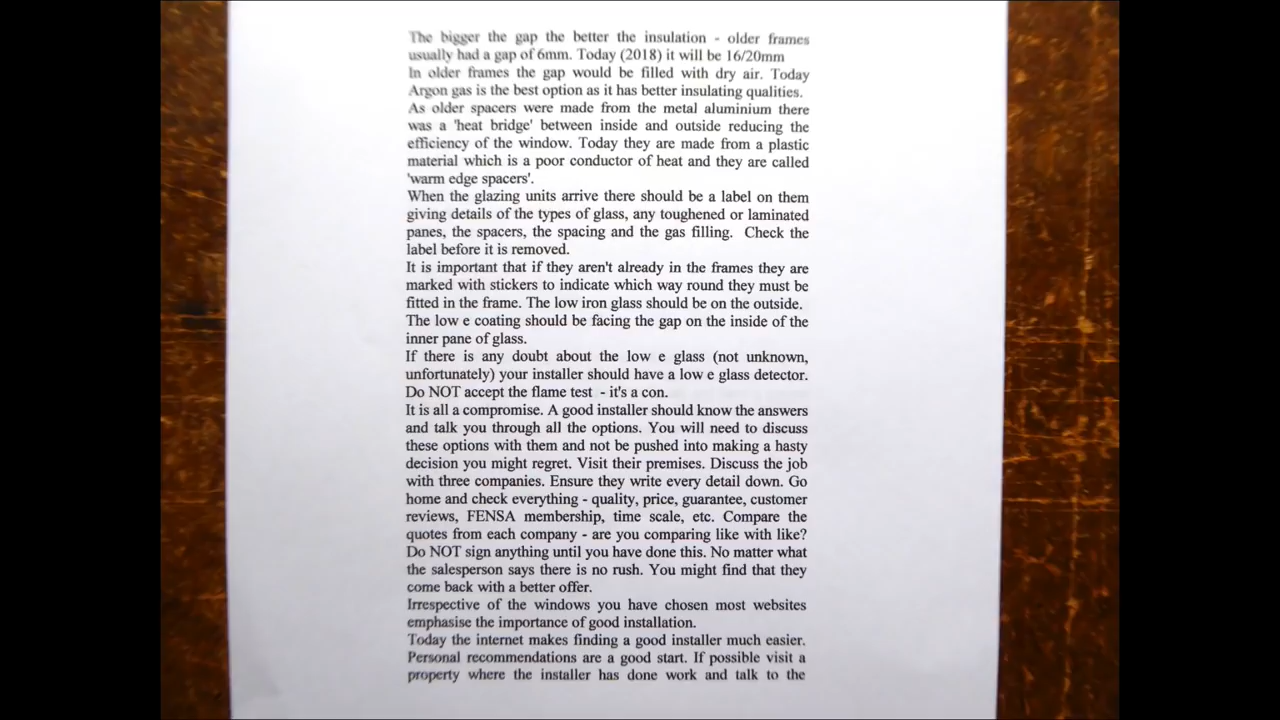 The bigger the gap the better the insulation - older frames
usually had a gap of 6mm. Today (2018) it will be 16/20mm
In older frames the gap would be filled with dry air. Today
Argon gas is the best option as it has better insulating qualities.
As older spacers were made from the metal aluminium there
was a 'heat bridge' between inside and outside reducing the
efficiency of the window. Today they are made from a plastic
material which is a poor conductor of heat and they are called
'warm edge spacers'.
When the glazing units arrive there should be a label on them
giving details of the types of glass, any toughened or laminated
panes, the spacers, the spacing and the gas filling.  Check the
label before it is removed.
It is important that if they aren't already in the frames they are
marked with stickers to indicate which way round they must be
fitted in the frame. The low iron glass should be on the outside.
The low e coating should be facing the gap on the inside of the
inner pane of glass.
If there is any doubt about the low e glass (not unknown,
unfortunately) your installer should have a low e glass detector.
Do NOT accept the flame test  - it's a con.
It is all a compromise. A good installer should know the answers
and talk you through all the options. You will need to discuss
these options with them and not be pushed into making a hasty
decision you might regret. Visit their premises. Discuss the job
with three companies. Ensure they write every detail down. Go
home and check everything - quality, price, guarantee, customer
reviews, FENSA membership, time scale, etc. Compare the
quotes from each company - are you comparing like with like?
Do NOT sign anything until you have done this. No matter what
the salesperson says there is no rush. You might find that they
come back with a better offer.
Irrespective of the windows you have chosen most websites
emphasise the importance of good installation.
Today the internet makes finding a good installer much easier.
Personal recommendations are a good start. If possible visit a
property where the installer has done work and talk to the